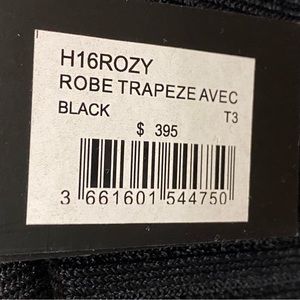 H16ROZY
ROBE TRAPEZE AVEC
BLACK T3
$ 395
3 661601 544750